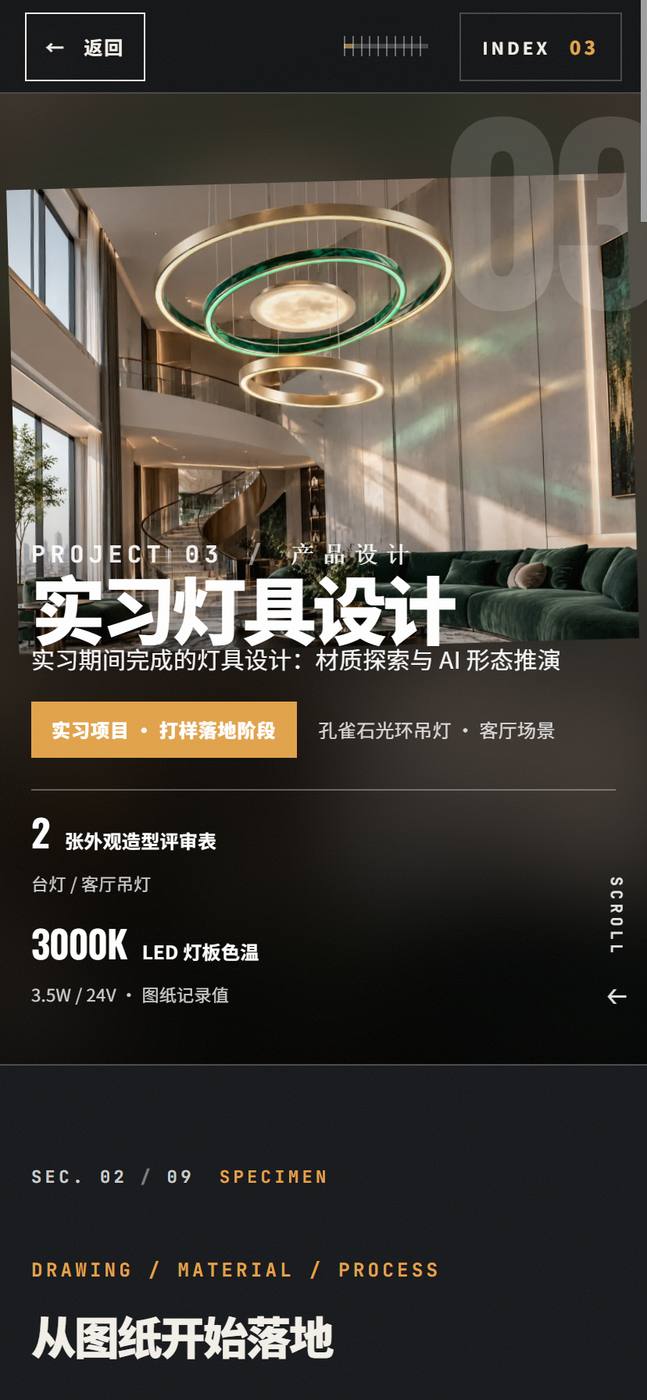 ← 返回
INDEX 03
03
PROJECT 03 / 产品设计
实习灯具设计
实习期间完成的灯具设计：材质探索与 AI 形态推演
实习项目 · 打样落地阶段
孔雀石光环吊灯 · 客厅场景
2 张外观造型评审表
台灯 / 客厅吊灯
3000K LED 灯板色温
3.5W / 24V · 图纸记录值
SCROLL
SEC. 02 / 09 SPECIMEN
DRAWING / MATERIAL / PROCESS
从图纸开始落地